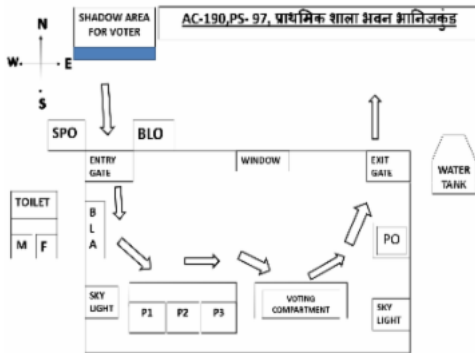 SHADOW AREA
FOR VOTER
AC-190,PS- 97, प्राथमिक शाला भवन भानिजकुंड
N
W
E
S
SPO
BLO
ENTRY
GATE
WINDOW
EXIT
GATE
WATER
TANK
TOILET
M
F
B
L
A
PO
SKY
LIGHT
P1
P2
P3
VOTING
COMPARTMENT
SKY
LIGHT